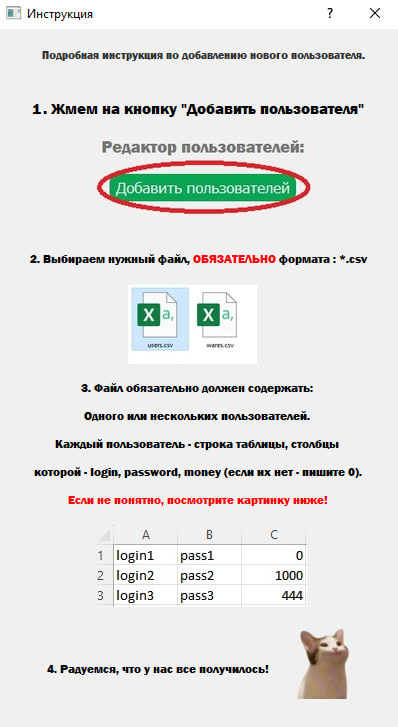 Инструкция
Подробная инструкция по добавлению нового пользователя.
1. Жмем на кнопку "Добавить пользователя"
Редактор пользователей:
Добавить пользователей
2. Выбираем нужный файл, ОБЯЗАТЕЛЬНО формата : *.csv
X a,
X a,
users.csv wares.csv
3. Файл обязательно должен содержать:
Одного или нескольких пользователей.
Каждый пользователь - строка таблицы, столбцы
которой - login, password, money (если их нет - пишите 0).
Если не понятно, посмотрите картинку ниже!
A B C
1 login1 pass1 0
2 login2 pass2 1000
3 login3 pass3 444
4. Радуемся, что у нас все получилось!